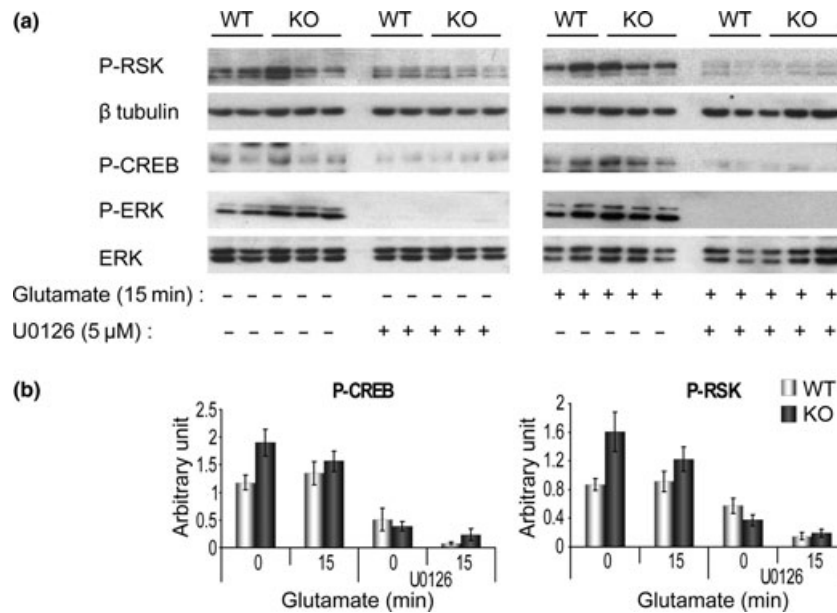 (a) WT KO WT KO WT KO WT KO
P-RSK
β tubulin
P-CREB
P-ERK
ERK
Glutamate (15 min) : – – – – – – – – – – + + + + + + + + + + +
U0126 (5 μM) : – – – – – + + + + + – – – – – + + + + + +
(b)
P-CREB
Arbitrary unit
2.5
2
1.5
1
0.5
0
0 15 0 15
U0126
Glutamate (min)
P-RSK
WT
KO
Arbitrary unit
2
1.6
1.2
0.8
0.4
0
0 15 0 15
U0126
Glutamate (min)